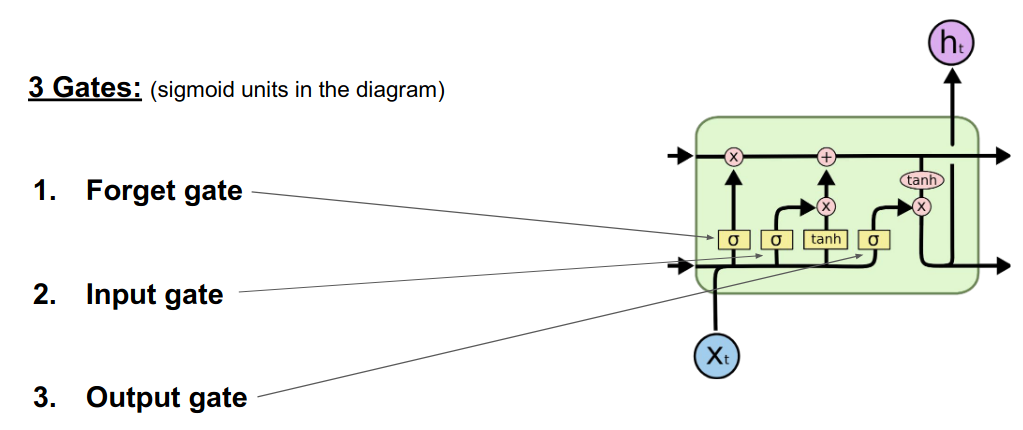 3 Gates: (sigmoid units in the diagram)
1. Forget gate
2. Input gate
3. Output gate
ht
x +
tanh
x x
σ σ tanh σ
Xt